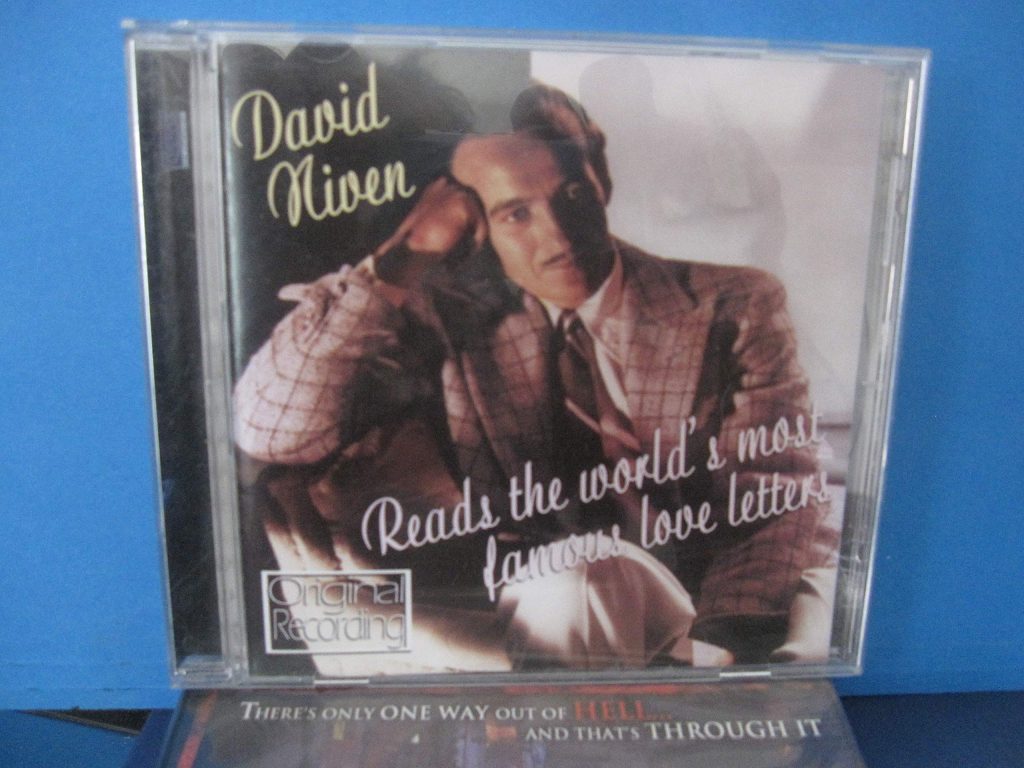 David
Niven
Reads the world's most
famous love letters
Original
Recording
THERE'S ONLY ONE WAY OUT OF HELL...
AND THAT'S THROUGH IT